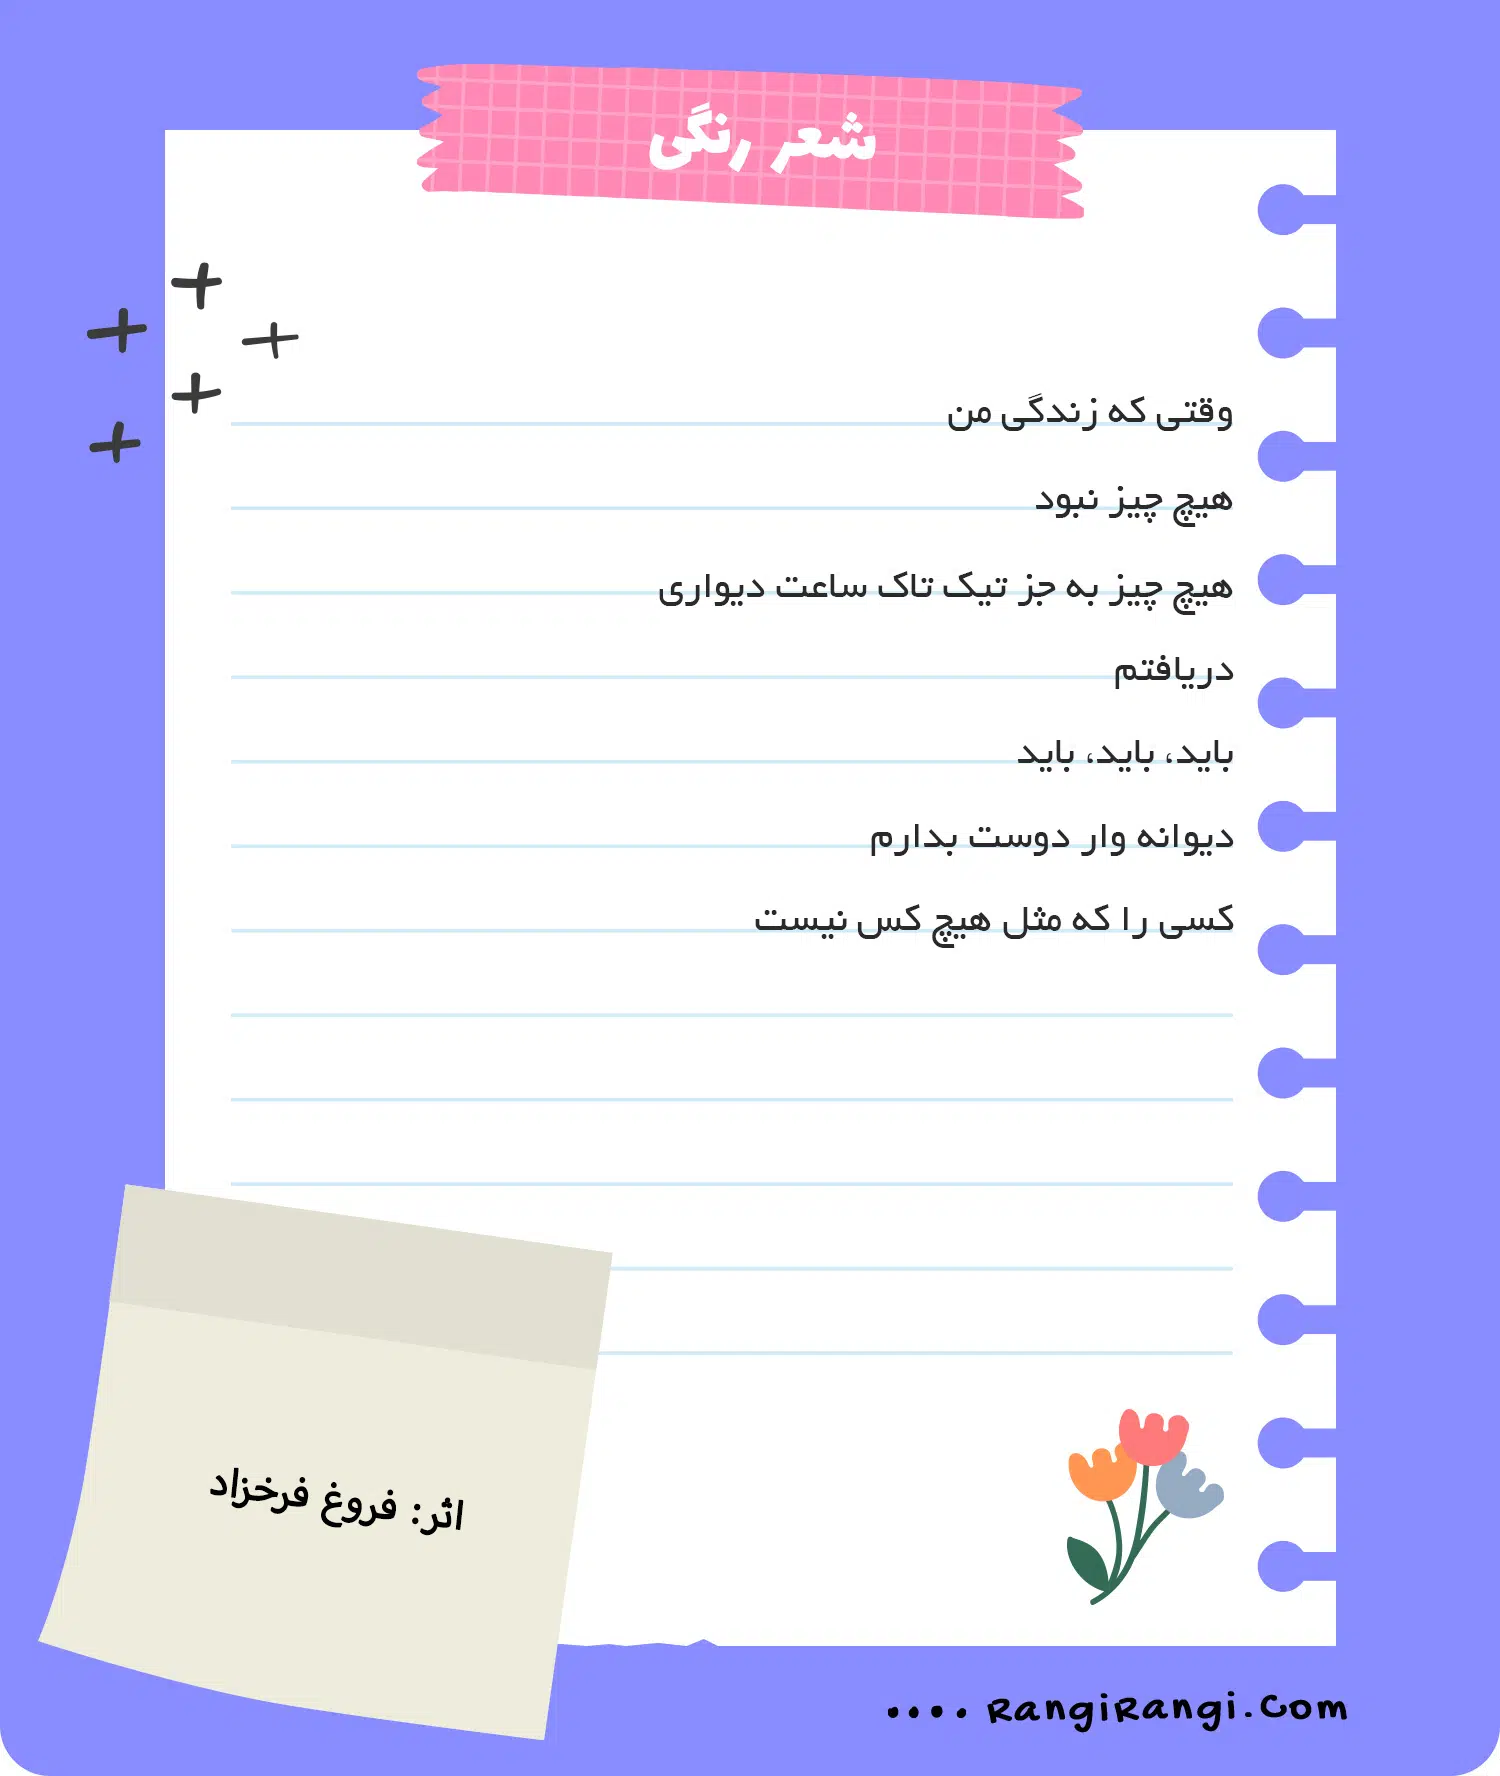 شعر رنگی
وقتی که زندگی من
هیچ چیز نبود
هیچ چیز به جز تیک تاک ساعت دیواری
دریافتم
باید، باید، باید
دیوانه وار دوست بدارم
کسی را که مثل هیچ کس نیست
اثر: فروغ فرخزاد
.... RangiRangi.Com